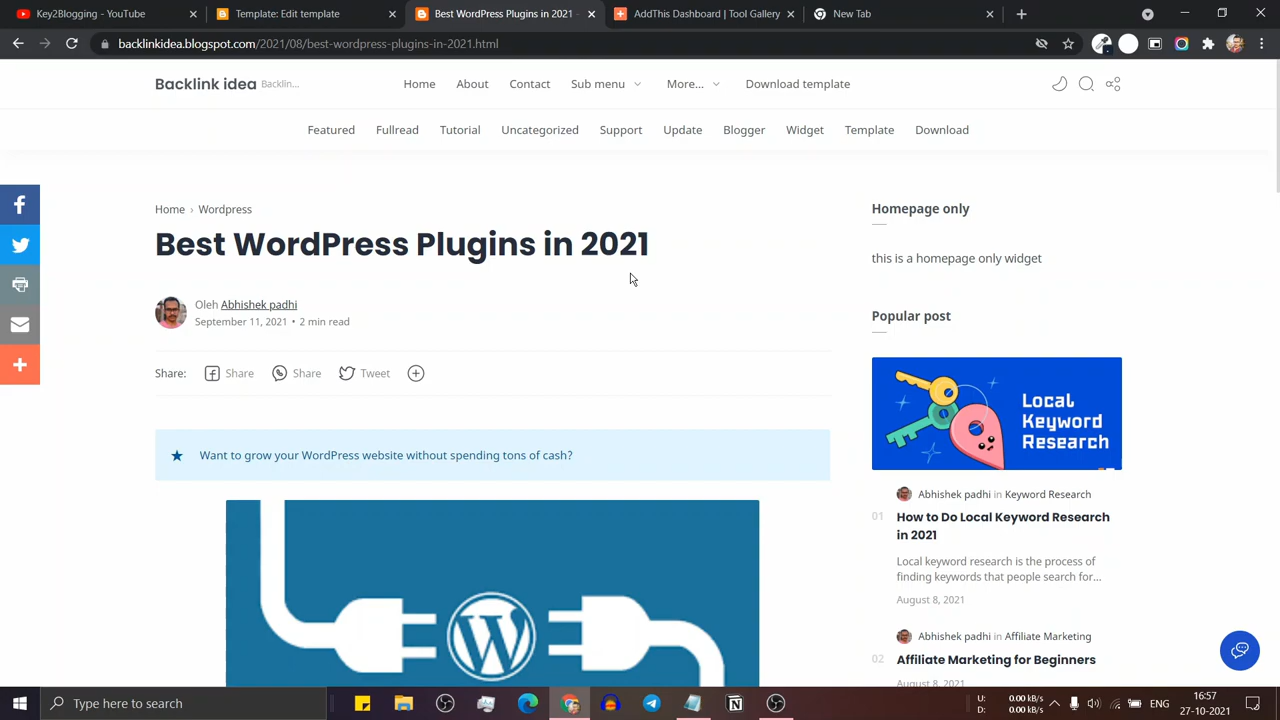 Key2Blogging - YouTube
Template: Edit template
Best WordPress Plugins in 2021 -
AddThis Dashboard | Tool Gallery
New Tab
backlinkidea.blogspot.com/2021/08/best-wordpress-plugins-in-2021.html
Backlink idea Backlin...
Home
About
Contact
Sub menu
More...
Download template
Featured
Fullread
Tutorial
Uncategorized
Support
Update
Blogger
Widget
Template
Download
Home › Wordpress
Best WordPress Plugins in 2021
Oleh Abhishek padhi
September 11, 2021 • 2 min read
Share:
Share
Share
Tweet
Want to grow your WordPress website without spending tons of cash?
Homepage only
this is a homepage only widget
Popular post
Local
Keyword
Research
Abhishek padhi in Keyword Research
01
How to Do Local Keyword Research
in 2021
Local keyword research is the process of
finding keywords that people search for...
August 8, 2021
Abhishek padhi in Affiliate Marketing
02
Affiliate Marketing for Beginners
August 8, 2021
Type here to search
U: 0.00 kB/s
D: 0.00 kB/s
ENG
16:57
27-10-2021